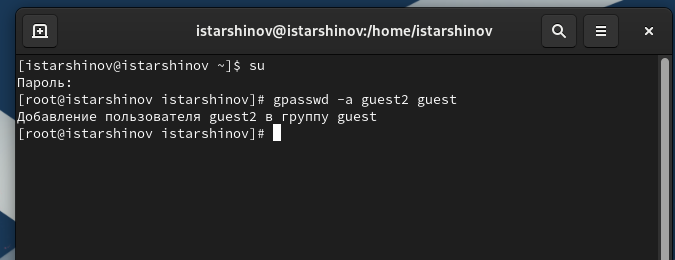 istarshinov@istarshinov:/home/istarshinov
[istarshinov@istarshinov ~]$ su
Пароль:
[root@istarshinov istarshinov]# gpasswd -a guest2 guest
Добавление пользователя guest2 в группу guest
[root@istarshinov istarshinov]#